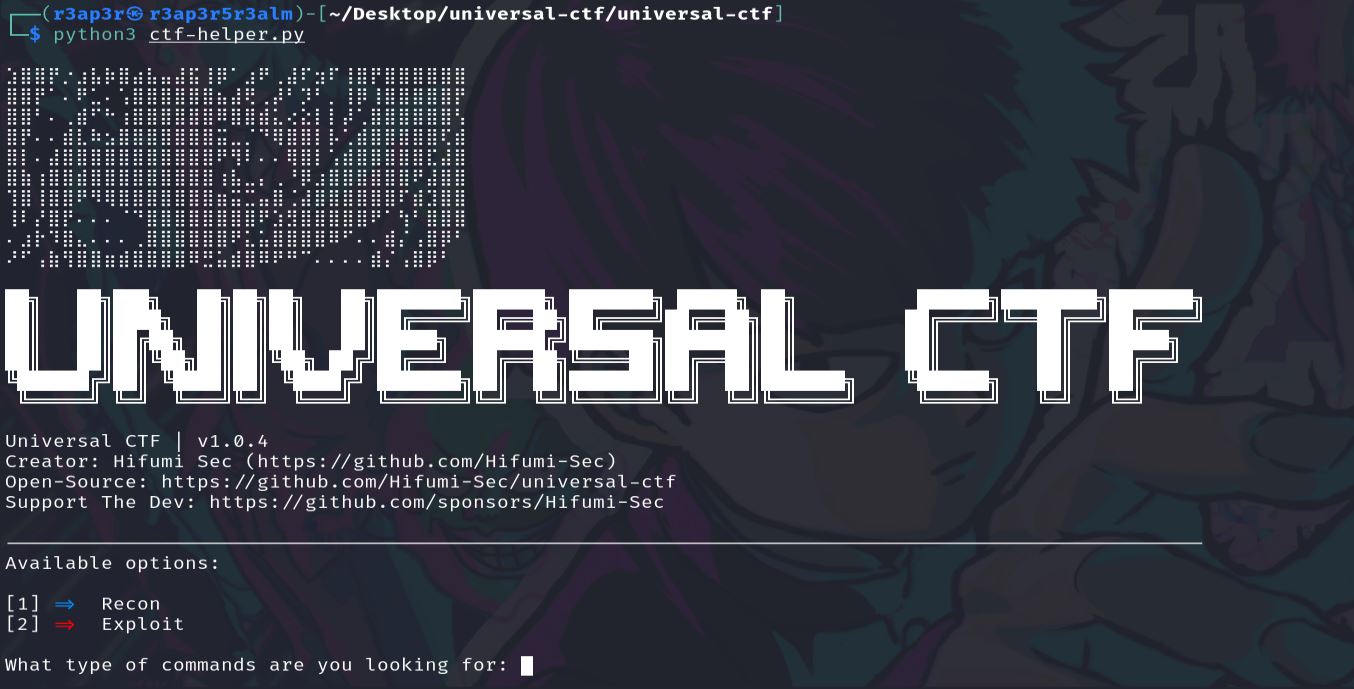 ┌──(r3ap3r㉿r3ap3r5r3alm)-[~/Desktop/universal-ctf/universal-ctf]
└─$ python3 ctf-helper.py
UNIVERSAL CTF
Universal CTF | v1.0.4
Creator: Hifumi Sec (https://github.com/Hifumi-Sec)
Open-Source: https://github.com/Hifumi-Sec/universal-ctf
Support The Dev: https://github.com/sponsors/Hifumi-Sec
Available options:
[1] ⇒ Recon
[2] ⇒ Exploit
What type of commands are you looking for: